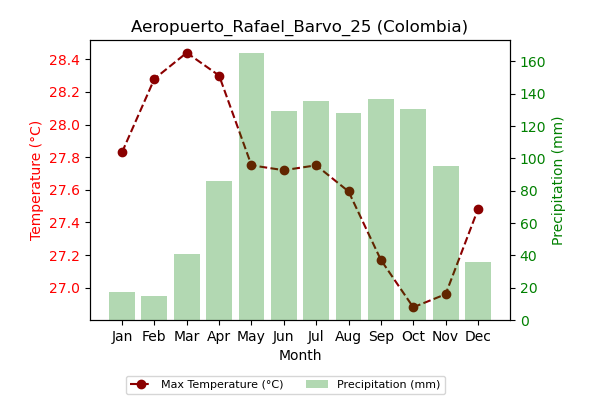 Aeropuerto_Rafael_Barvo_25 (Colombia)
Temperature (°C)
28.4
28.2
28.0
27.8
27.6
27.4
27.2
27.0
160
140
120
100
80
60
40
20
0
Precipitation (mm)
Jan Feb Mar Apr May Jun Jul Aug Sep Oct Nov Dec
Month
Max Temperature (°C) Precipitation (mm)